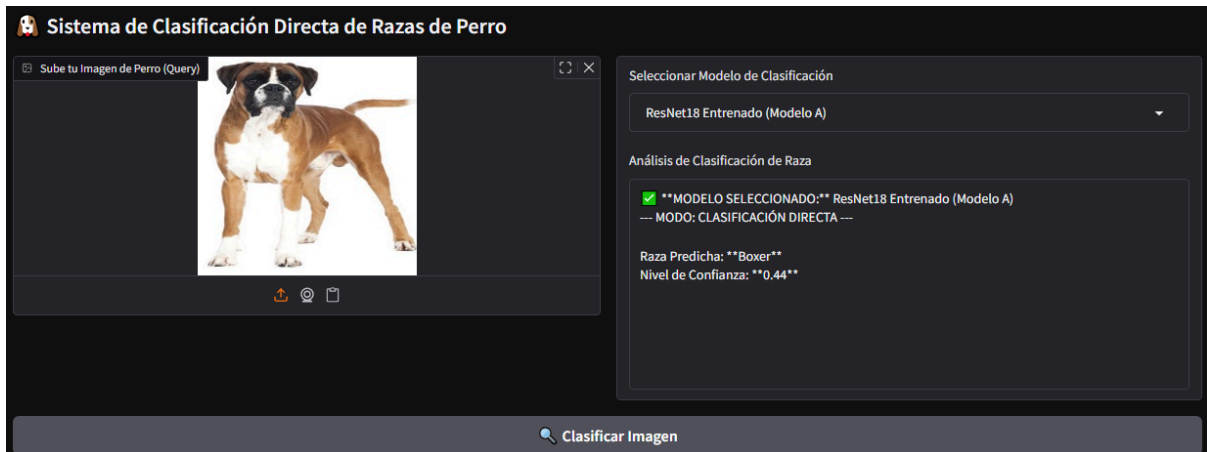 Sistema de Clasificación Directa de Razas de Perro
Sube tu Imagen de Perro (Query)
Seleccionar Modelo de Clasificación
ResNet18 Entrenado (Modelo A)
Análisis de Clasificación de Raza
✅ **MODELO SELECCIONADO:** ResNet18 Entrenado (Modelo A)
--- MODO: CLASIFICACIÓN DIRECTA ---
Raza Predicha: **Boxer**
Nivel de Confianza: **0.44**
🔍 Clasificar Imagen